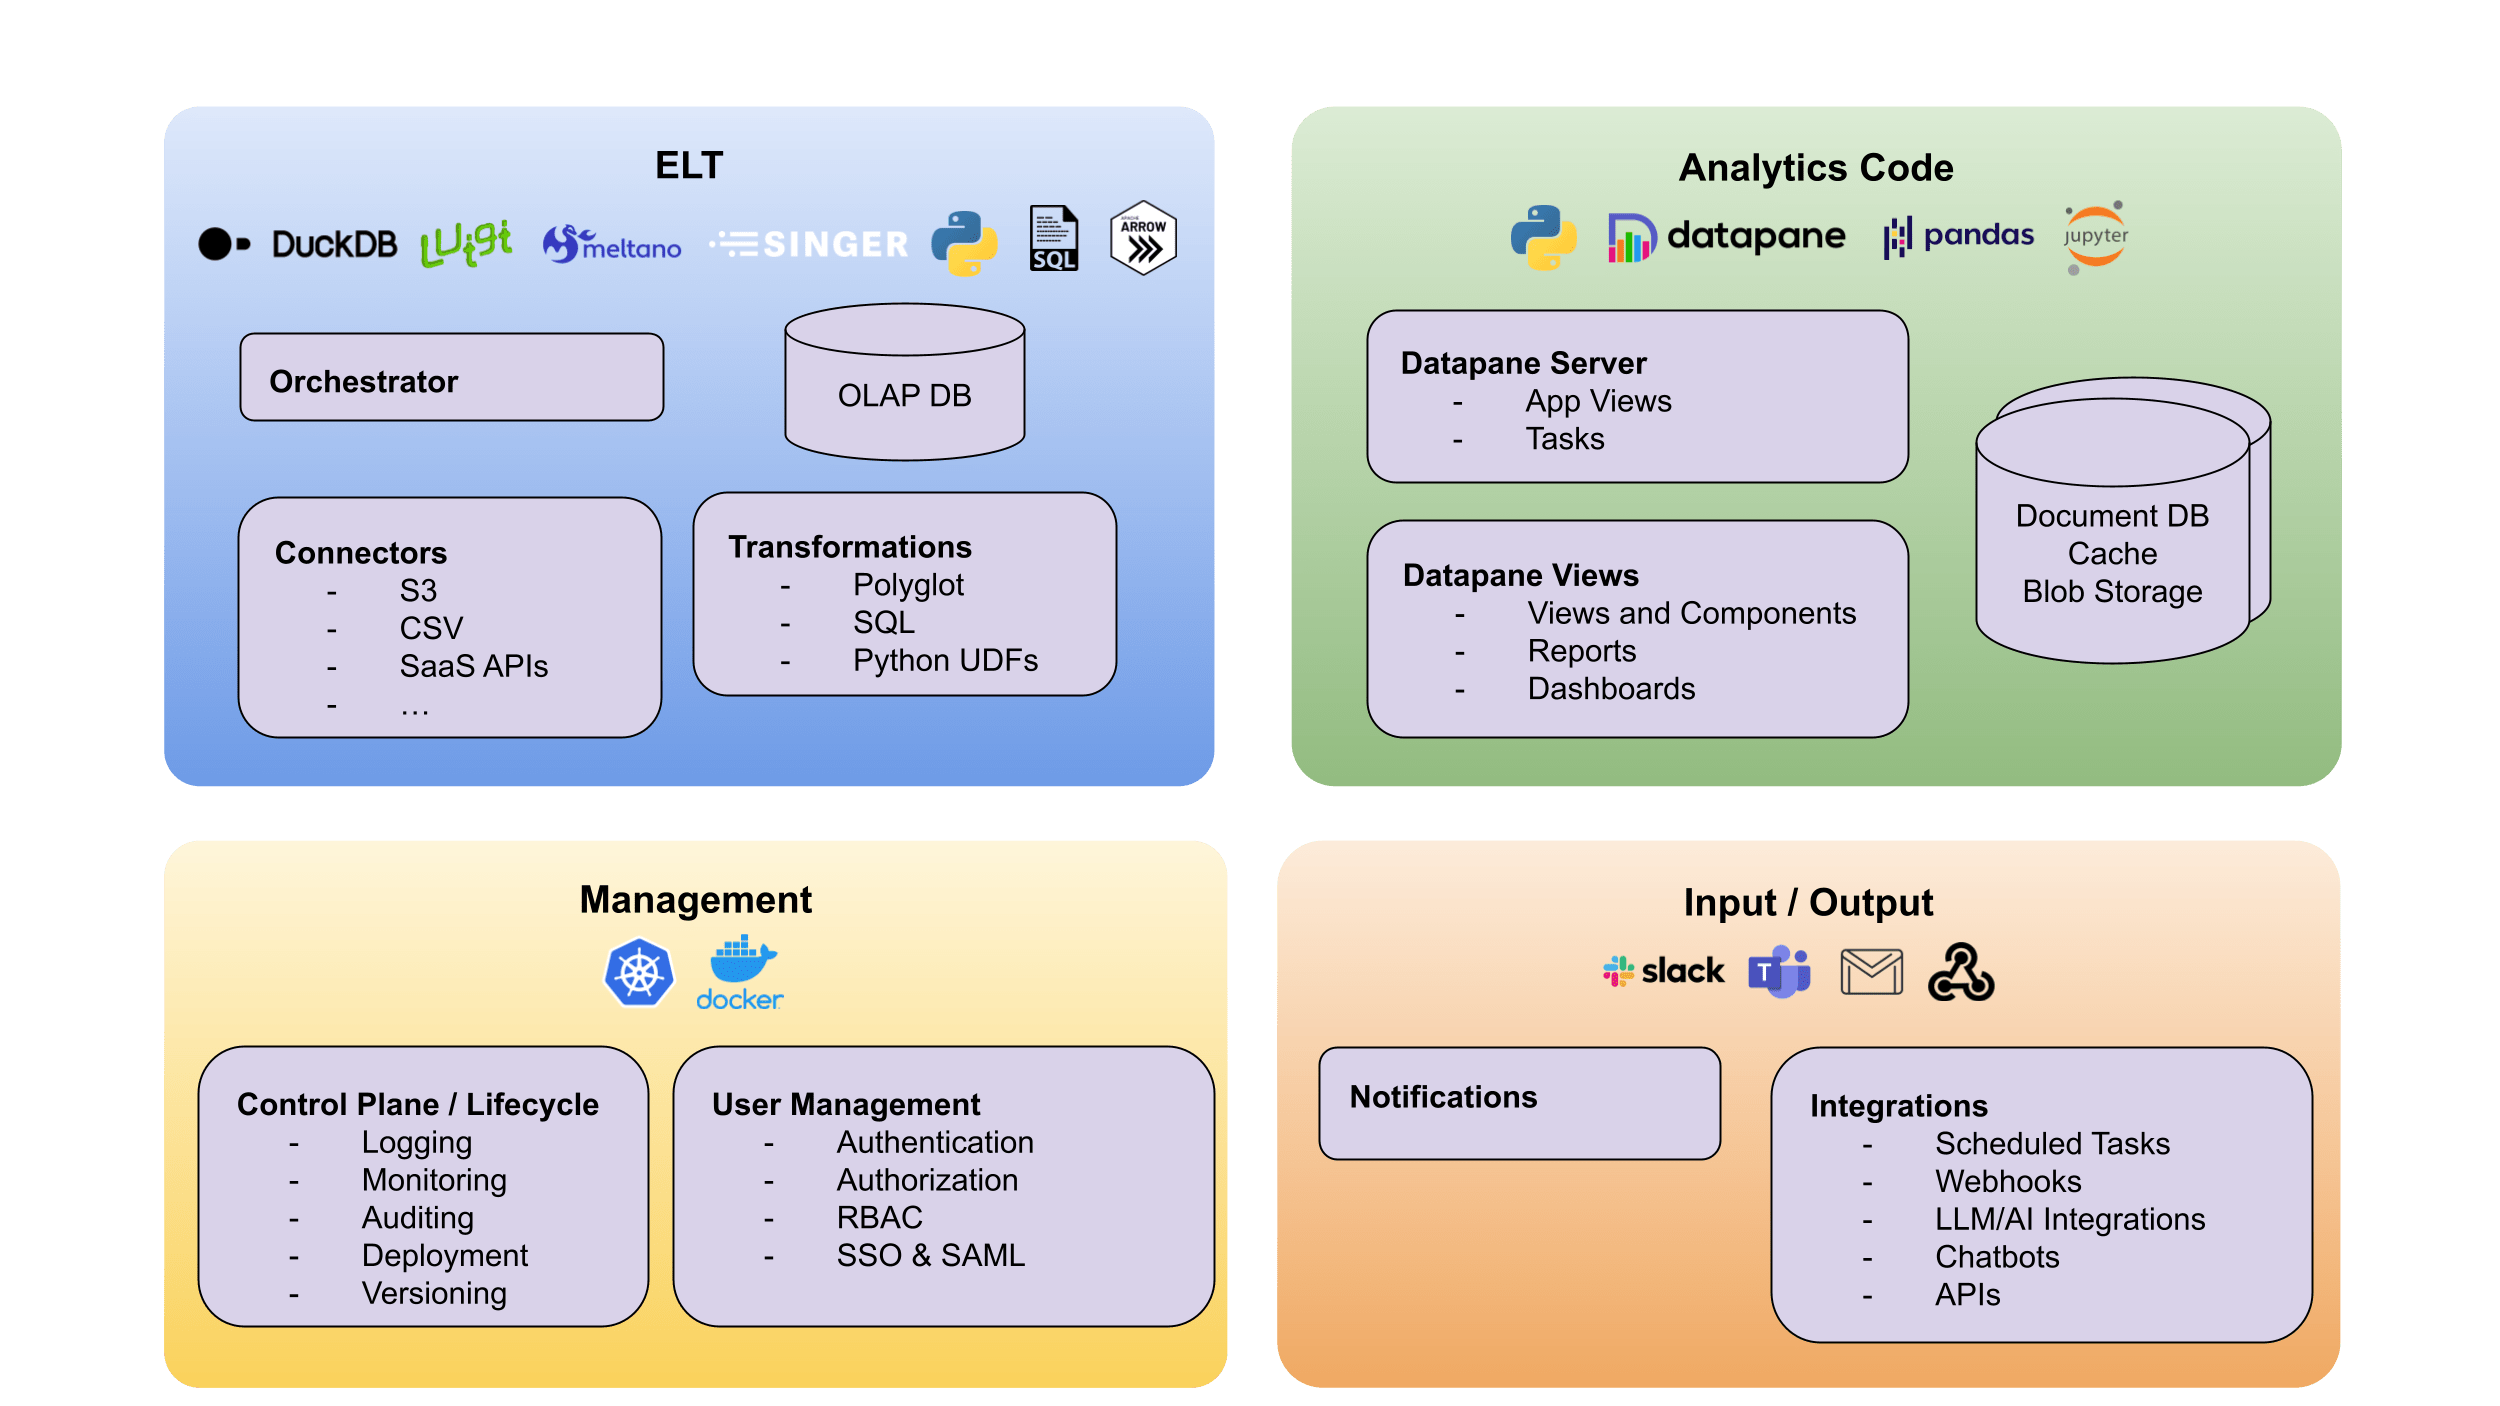 ELT
DuckDB
Luigi
meltano
SINGER
SQL
APACHE
ARROW
Orchestrator
OLAP DB
Connectors
- S3
- CSV
- SaaS APIs
- …
Transformations
- Polyglot
- SQL
- Python UDFs
Analytics Code
datapane
pandas
jupyter
Datapane Server
- App Views
- Tasks
Datapane Views
- Views and Components
- Reports
- Dashboards
Document DB
Cache
Blob Storage
Management
docker
Control Plane / Lifecycle
- Logging
- Monitoring
- Auditing
- Deployment
- Versioning
User Management
- Authentication
- Authorization
- RBAC
- SSO & SAML
Input / Output
slack
T
Notifications
Integrations
- Scheduled Tasks
- Webhooks
- LLM/AI Integrations
- Chatbots
- APIs